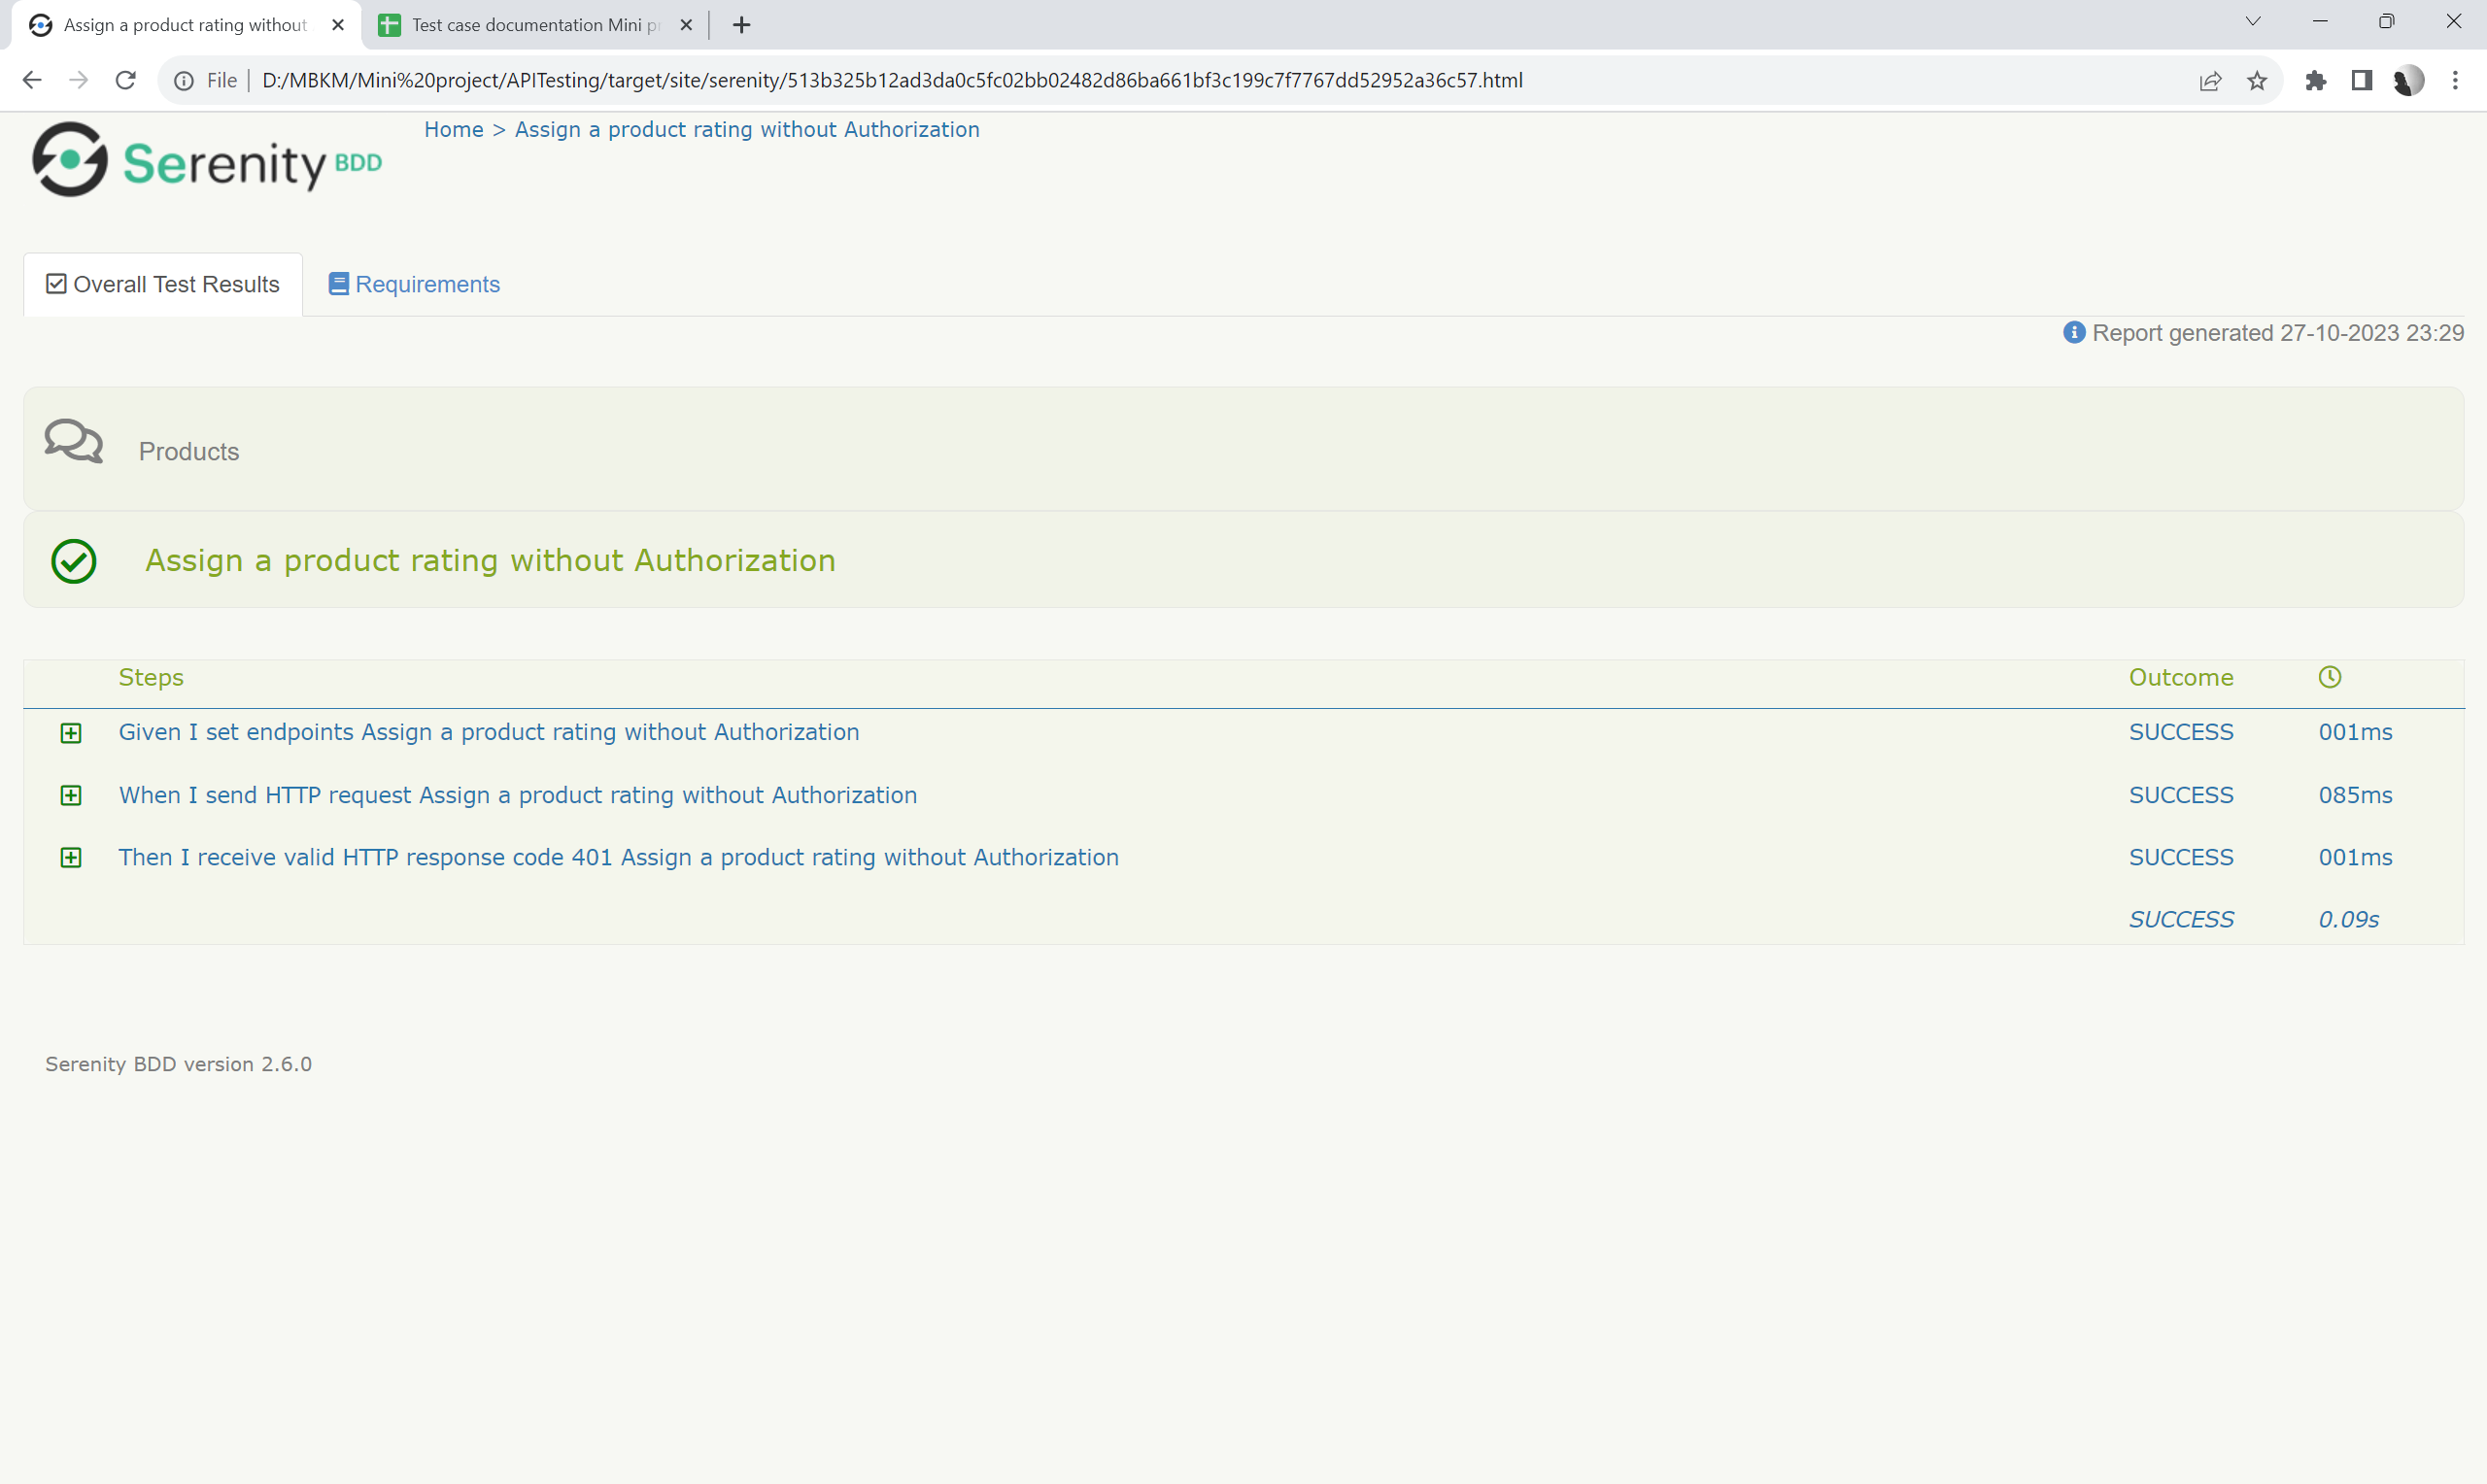 Assign a product rating without
Test case documentation Mini p
File
D:/MBKM/Mini%20project/APITesting/target/site/serenity/513b325b12ad3da0c5fc02bb02482d86ba661bf3c199c7f7767dd52952a36c57.html
Serenity BDD
Home > Assign a product rating without Authorization
Overall Test Results
Requirements
Report generated 27-10-2023 23:29
Products
Assign a product rating without Authorization
Steps Outcome
Given I set endpoints Assign a product rating without Authorization SUCCESS 001ms
When I send HTTP request Assign a product rating without Authorization SUCCESS 085ms
Then I receive valid HTTP response code 401 Assign a product rating without Authorization SUCCESS 001ms
SUCCESS 0.09s
Serenity BDD version 2.6.0